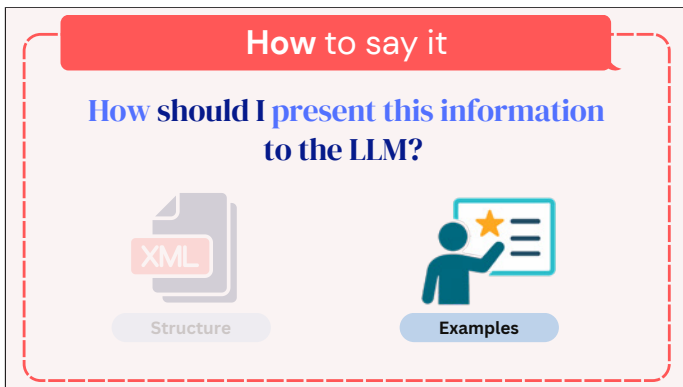 How to say it
How should I present this information
to the LLM?
XML
Structure
Examples